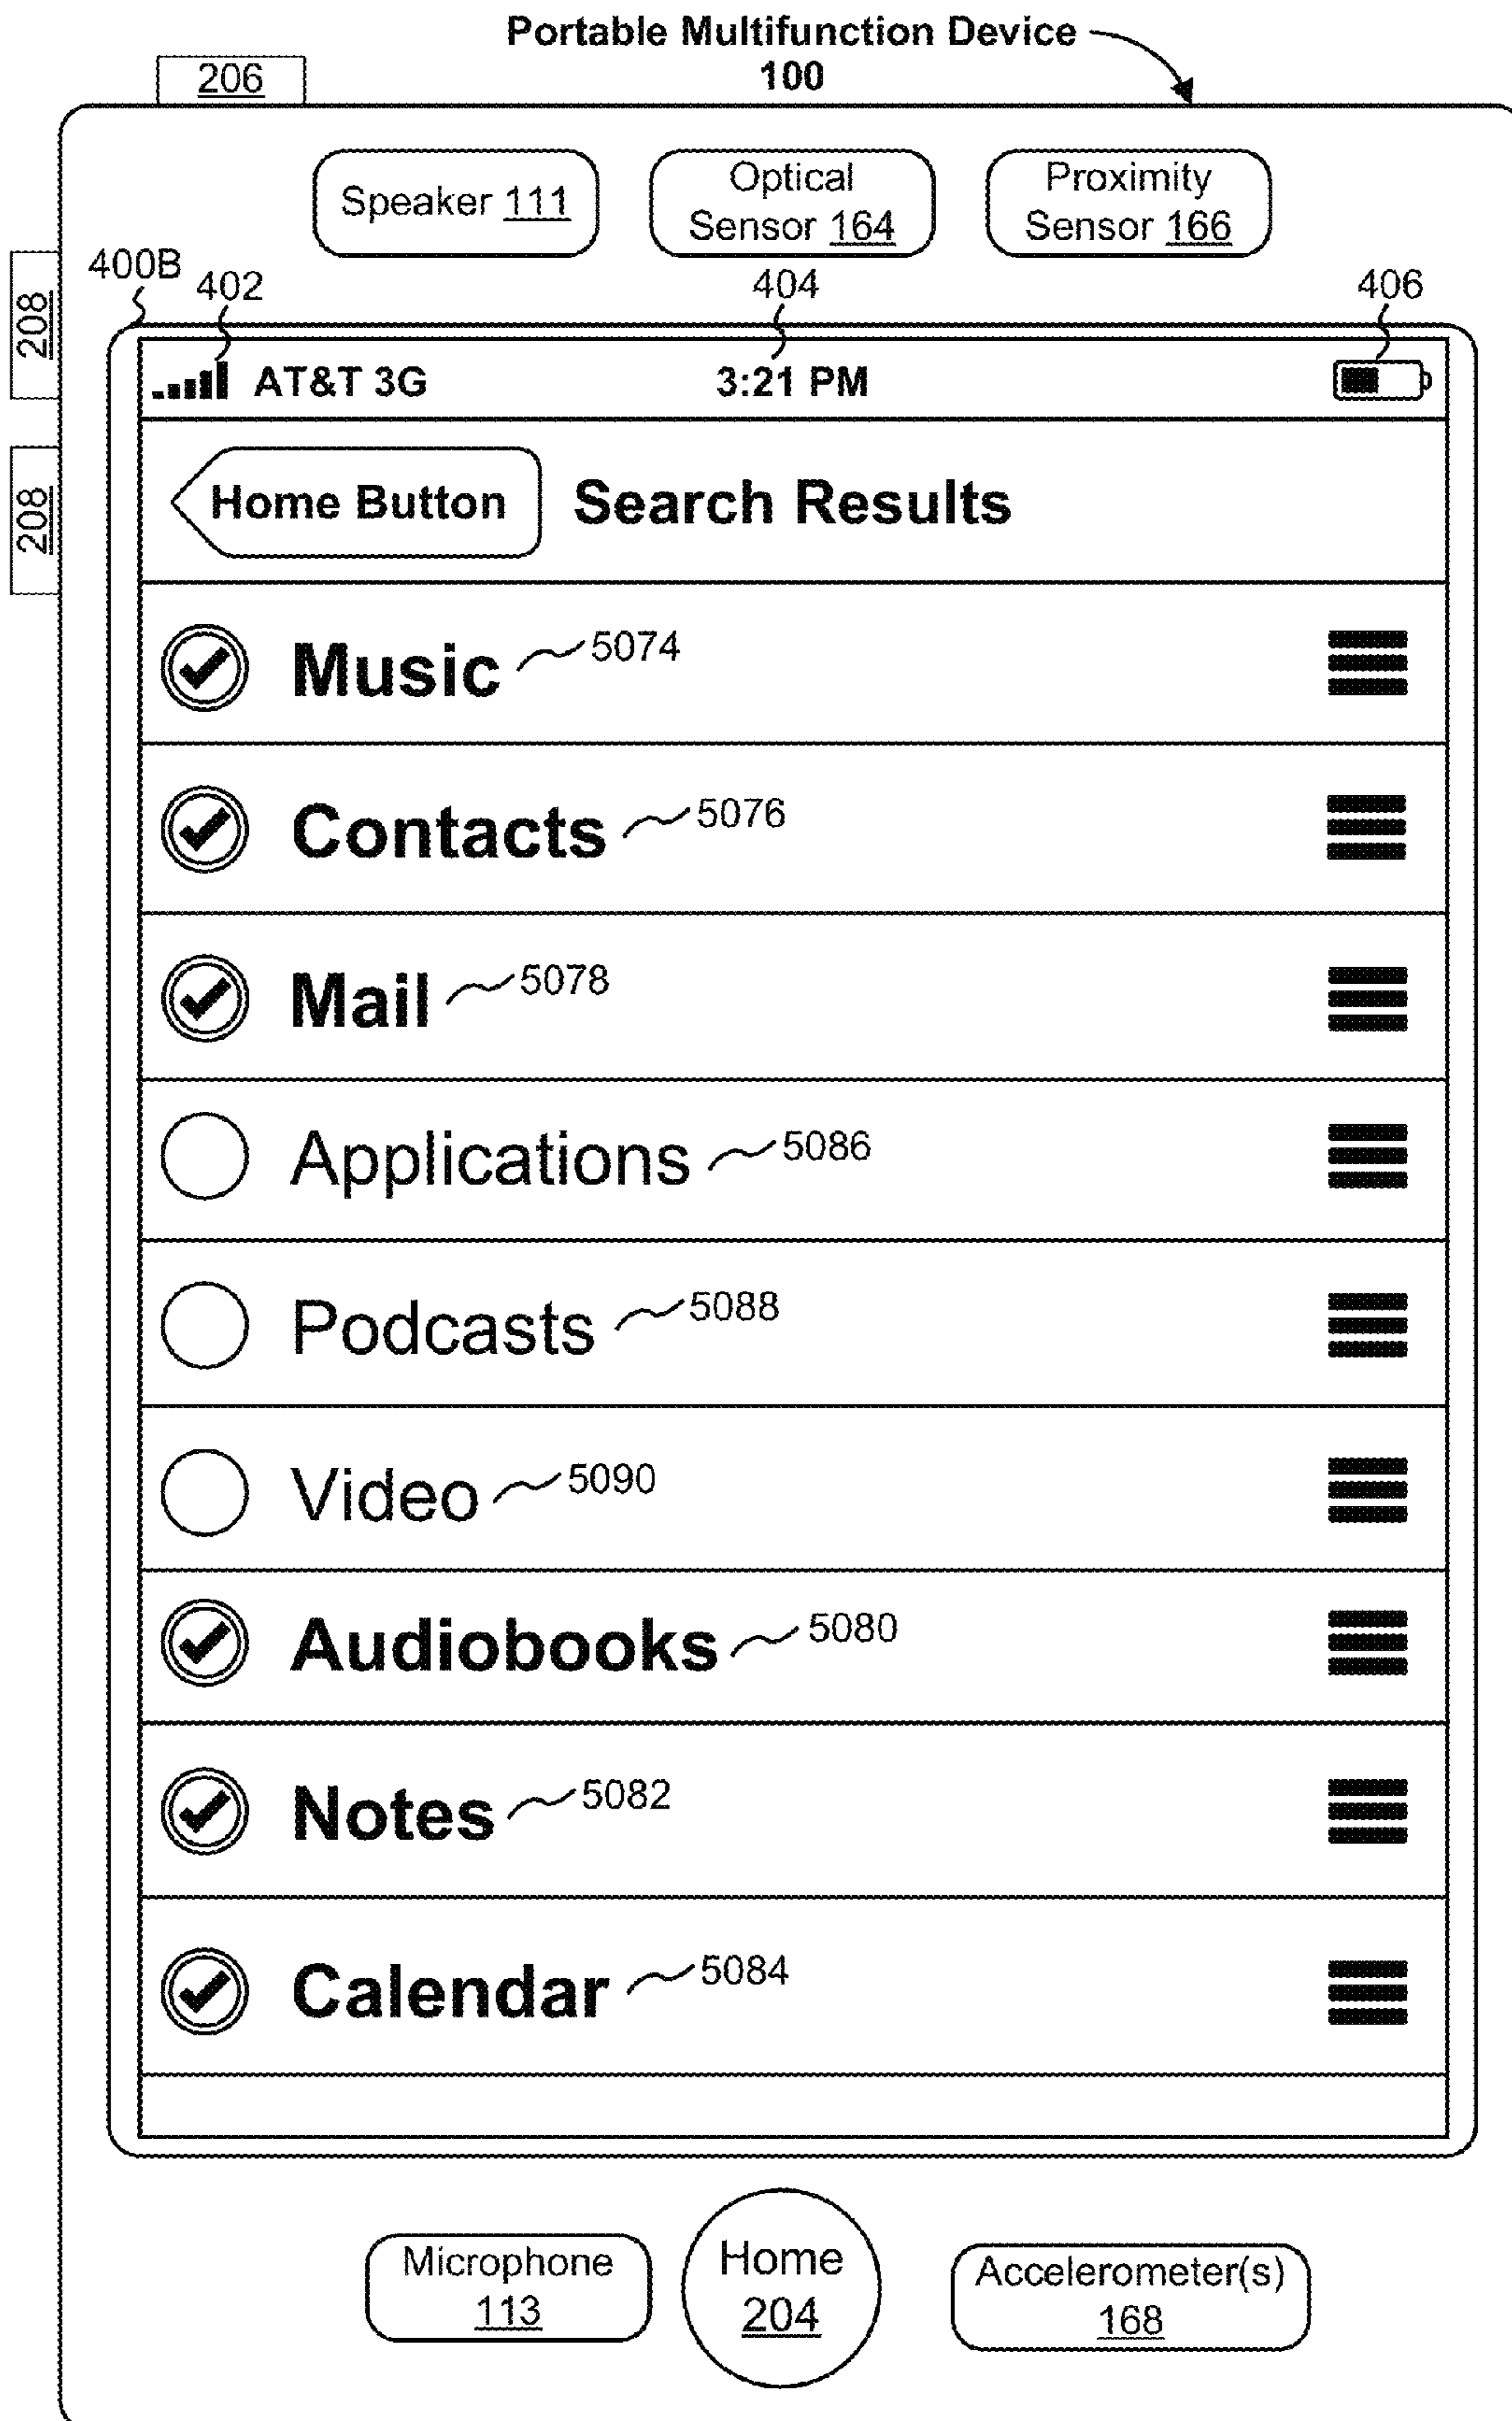 Portable Multifunction Device
100
206
Speaker 111
Optical
Sensor 164
Proximity
Sensor 166
208
208
400B
402
404
406
AT&T 3G
3:21 PM
Home Button
Search Results
Music 5074
Contacts 5076
Mail 5078
Applications 5086
Podcasts 5088
Video 5090
Audiobooks 5080
Notes 5082
Calendar 5084
Microphone
113
Home
204
Accelerometer(s)
168